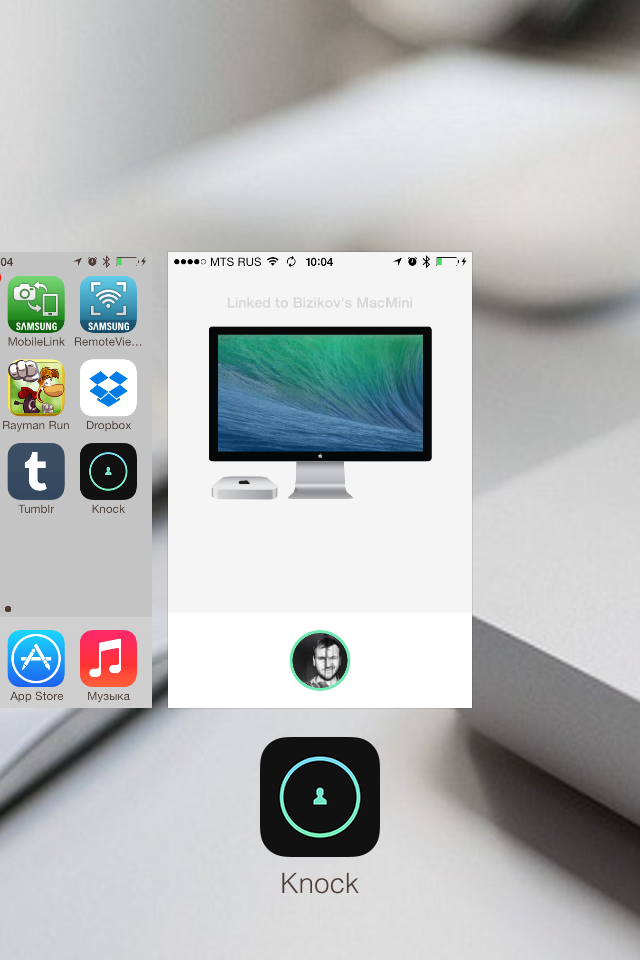 04
MTS RUS 10:04
SAMSUNG
SAMSUNG
MobileLink
RemoteVie...
Linked to Bizikov's MacMini
Rayman Run
Dropbox
t
Tumblr
Knock
App Store
Музыка
Knock